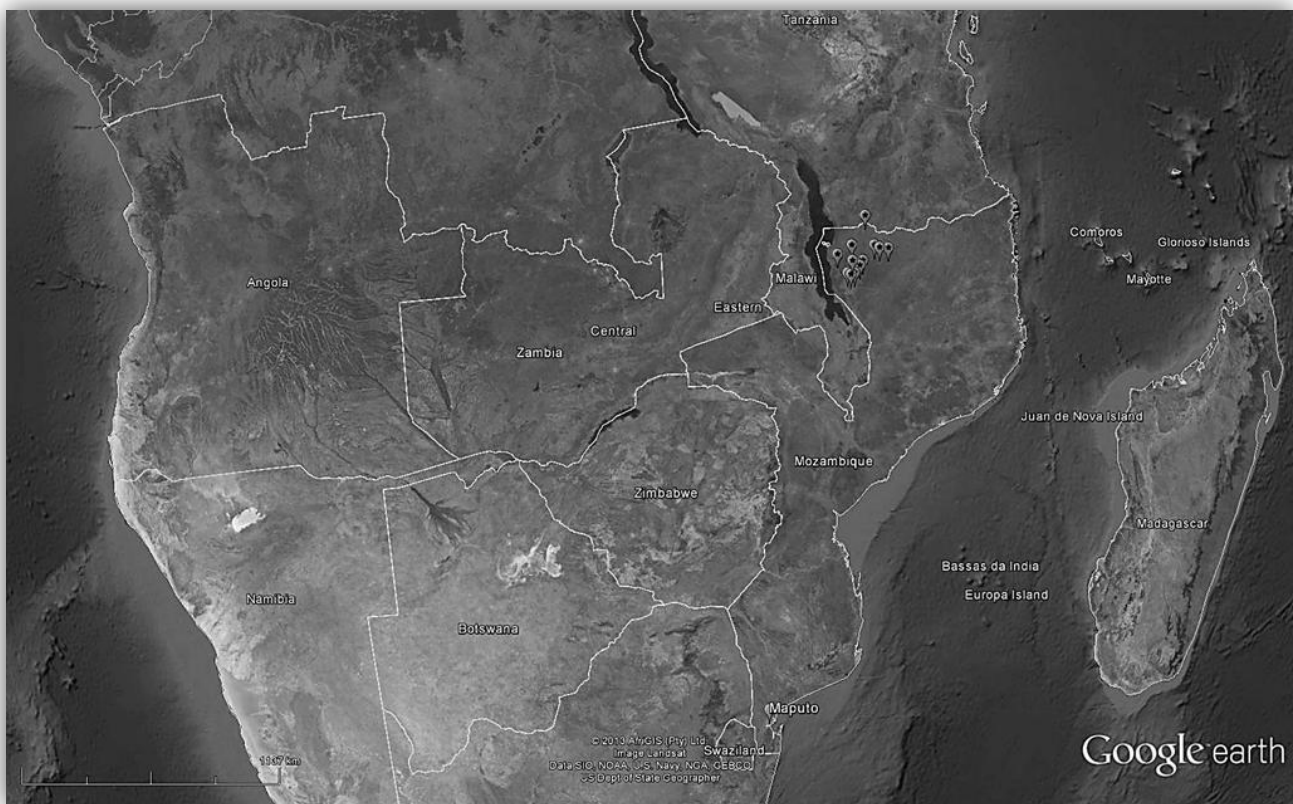 Tanzania
Comoros
Glorioso Islands
Mayotte
Angola
Malawi
Eastern
Central
Zambia
Juan de Nova Island
Mozambique
Zimbabwe
Madagascar
Bassas da India
Europa Island
Namibia
Botswana
Maputo
Swaziland
© 2013 AfriGIS (Pty) Ltd.
Image Landsat
Data SIO, NOAA, U.S. Navy, NGA, GEBCO
US Dept of State Geographer
km
Google earth